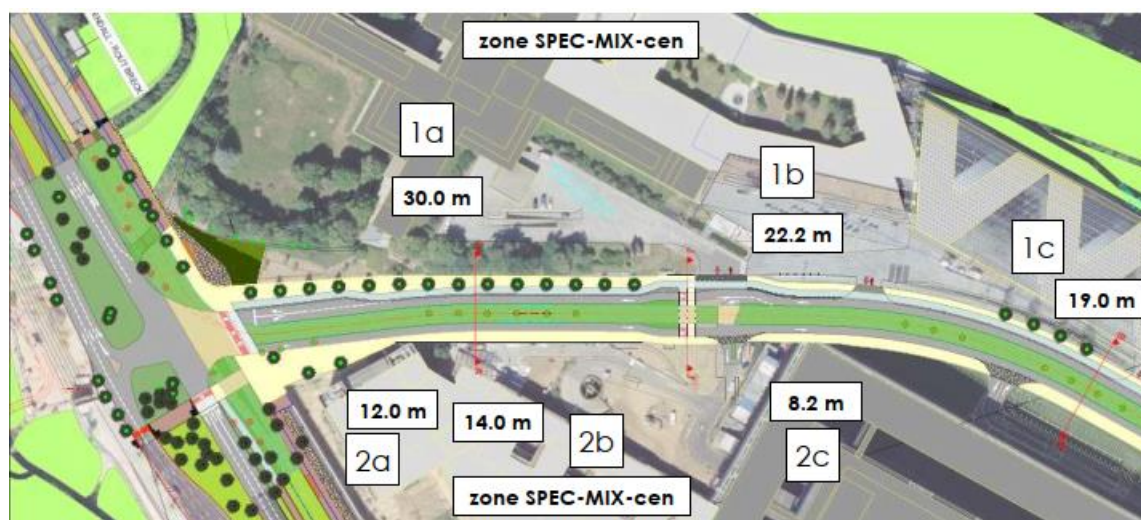 zone SPEC-MIX-cen
1a
30.0 m
1b
22.2 m
1c
19.0 m
12.0 m
2a
14.0 m
2b
8.2 m
2c
zone SPEC-MIX-cen